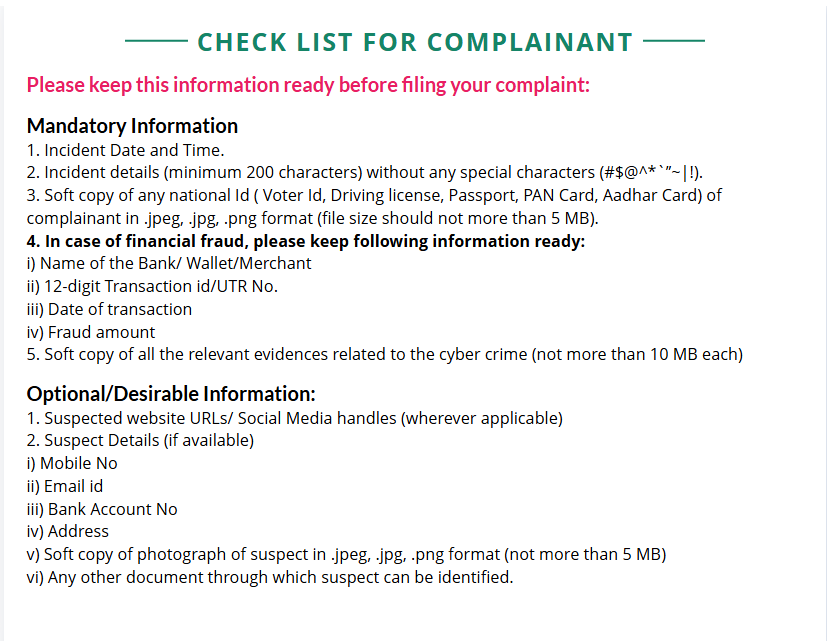 CHECK LIST FOR COMPLAINANT
Please keep this information ready before filing your complaint:
Mandatory Information
1. Incident Date and Time.
2. Incident details (minimum 200 characters) without any special characters (#$@^*`"~|!).
3. Soft copy of any national Id ( Voter Id, Driving license, Passport, PAN Card, Aadhar Card) of
complainant in .jpeg, .jpg, .png format (file size should not more than 5 MB).
4. In case of financial fraud, please keep following information ready:
i) Name of the Bank/ Wallet/Merchant
ii) 12-digit Transaction id/UTR No.
iii) Date of transaction
iv) Fraud amount
5. Soft copy of all the relevant evidences related to the cyber crime (not more than 10 MB each)
Optional/Desirable Information:
1. Suspected website URLs/ Social Media handles (wherever applicable)
2. Suspect Details (if available)
i) Mobile No
ii) Email id
iii) Bank Account No
iv) Address
v) Soft copy of photograph of suspect in .jpeg, .jpg, .png format (not more than 5 MB)
vi) Any other document through which suspect can be identified.